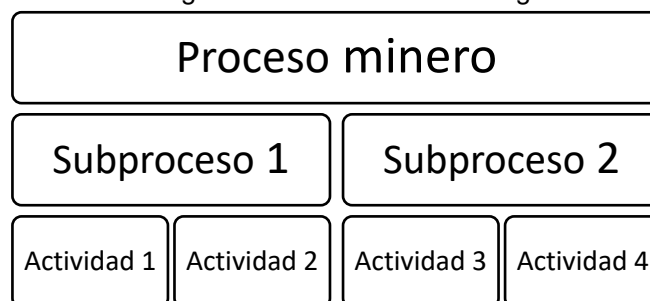 Proceso minero
Subproceso 1 Subproceso 2
Actividad 1 Actividad 2 Actividad 3 Actividad 4